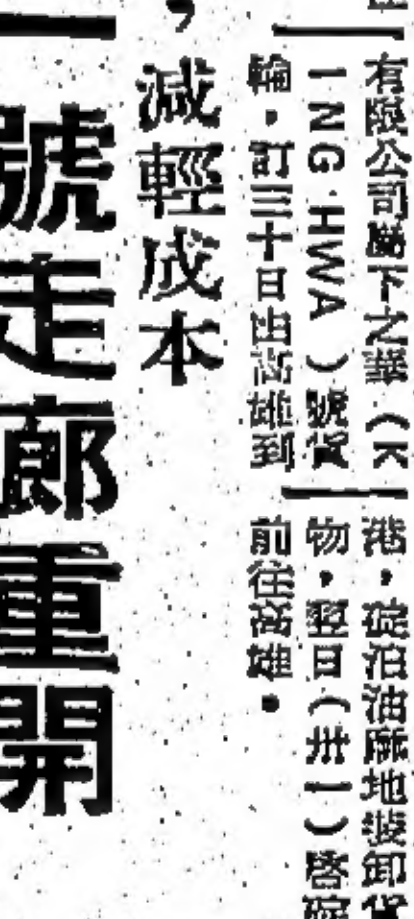 有限公司屬下之華（K
ING HWA）號貨
輪，訂三十日由高雄到
港，碇泊油蔴地裝卸貨
物，翌日（卅一）啓碇
前往高雄。
，減輕成本
號走廊重開